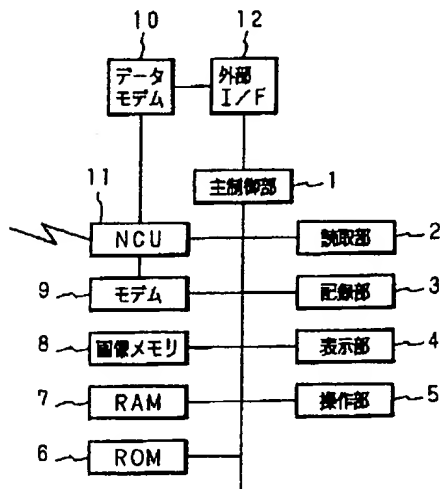 10
12
データ
モデム
外部
I/F
主制御部
1
11
NCU
読取部
2
9
モデム
記録部
3
8
画像メモリ
表示部
4
7
RAM
操作部
5
6
ROM